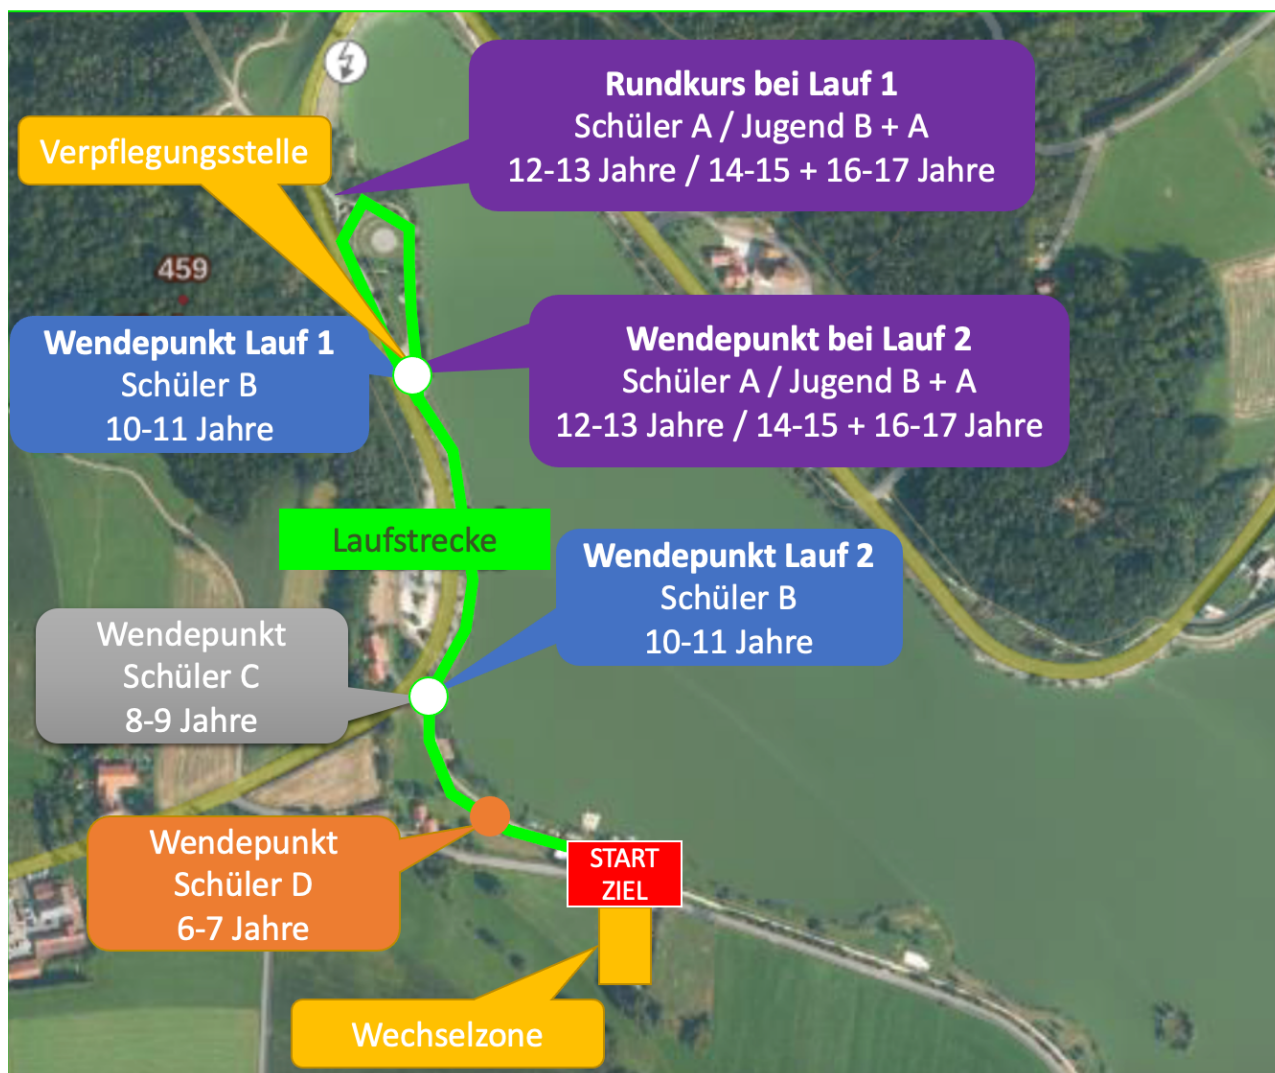 Rundkurs bei Lauf 1
Schüler A / Jugend B + A
12-13 Jahre / 14-15 + 16-17 Jahre
Verpflegungsstelle
459
Wendepunkt Lauf 1
Schüler B
10-11 Jahre
Wendepunkt bei Lauf 2
Schüler A / Jugend B + A
12-13 Jahre / 14-15 + 16-17 Jahre
Laufstrecke
Wendepunkt Lauf 2
Schüler B
10-11 Jahre
Wendepunkt
Schüler C
8-9 Jahre
Wendepunkt
Schüler D
6-7 Jahre
START
ZIEL
Wechselzone